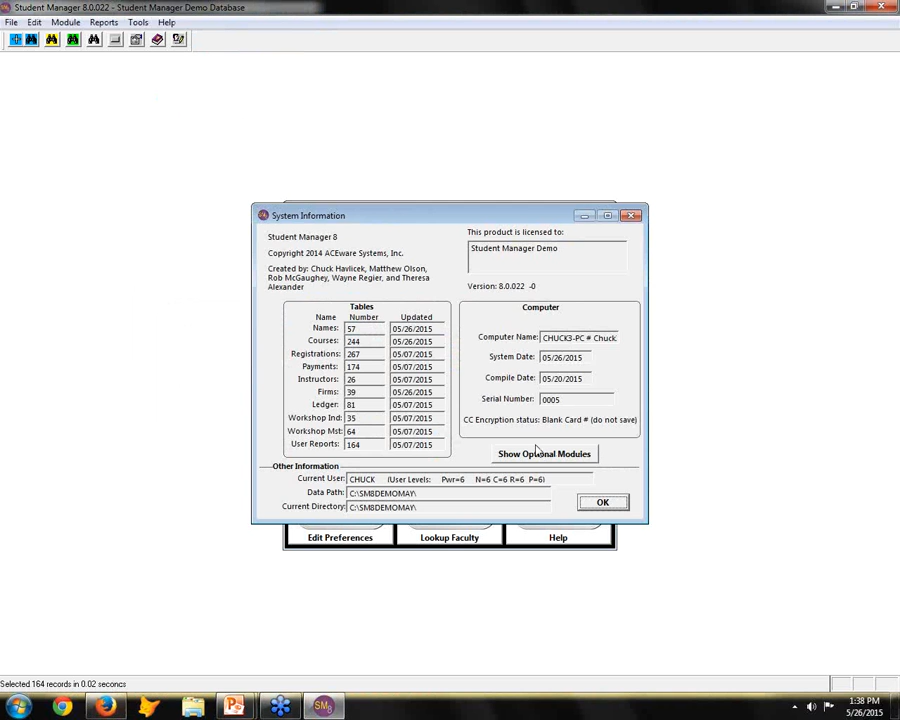 Student Manager 8.0.022 - Student Manager Demo Database
File Edit Module Reports Tools Help
System Information
Student Manager 8
Copyright 2014 ACEware Systems, Inc.
Created by: Chuck Havlicek, Matthew Olson,
Rob McGaughey, Wayne Regier, and Theresa
Alexander
This product is licensed to:
Student Manager Demo
Version: 8.0.022 -0
Tables
Name Number Updated
Names: 57 05/26/2015
Courses: 244 05/26/2015
Registrations: 267 05/07/2015
Payments: 174 05/07/2015
Instructors: 26 05/07/2015
Firms: 39 05/26/2015
Ledger: 81 05/07/2015
Workshop Ind: 35 05/07/2015
Workshop Mst: 64 05/07/2015
User Reports: 164 05/07/2015
Computer
Computer Name: CHUCK3-PC # Chuck
System Date: 05/26/2015
Compile Date: 05/20/2015
Serial Number: 0005
CC Encryption status: Blank Card # (do not save)
Show Optional Modules
Other Information
Current User: CHUCK (User Levels: Pwr=6 N=6 C=6 R=6 P=6)
Data Path: C:\SM8DEMOMAY\
Current Directory: C:\SM8DEMOMAY\
OK
Edit Preferences Lookup Faculty Help
Selected 164 records in 0.02 seconds
SM8
1:38 PM
5/26/2015